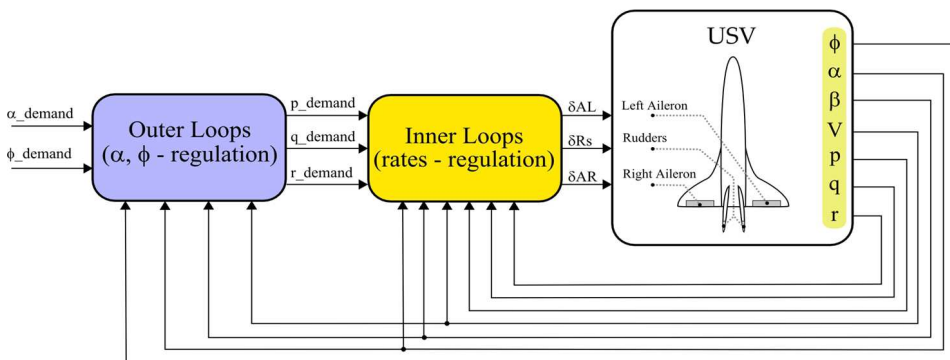 α_demand
ϕ_demand
Outer Loops
(α, ϕ - regulation)
p_demand
q_demand
r_demand
Inner Loops
(rates - regulation)
δAL
δRs
δAR
USV
Left Aileron
Rudders
Right Aileron
ϕ
α
β
V
p
q
r